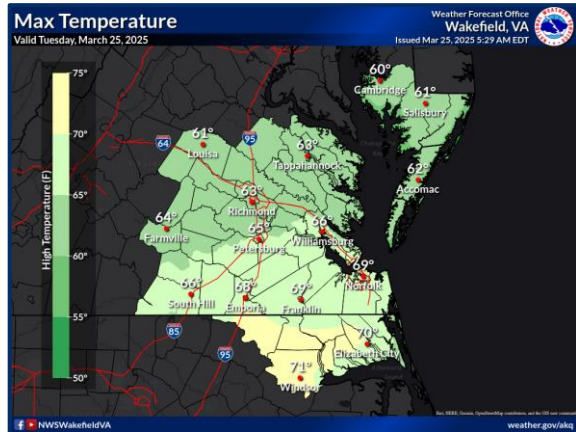 Max Temperature
Valid Tuesday, March 25, 2025
Weather Forecast Office
Wakefield, VA
Issued Mar 25, 2025 5:29 AM EDT
High Temperature (F)
75°
70°
65°
60°
55°
50°
60°
Cambridge
61°
Salisbury
64
95
61°
Louisa
63°
Tappahannock
62°
Accomac
63°
Richmond
64°
Farmville
65°
Petersburg
66°
Williamsburg
69°
Norfolk
66°
South Hill
68°
Emporia
69°
Franklin
85
95
70°
Elizabeth City
71°
Windsor
NWSWakefieldVA
weather.gov/akq